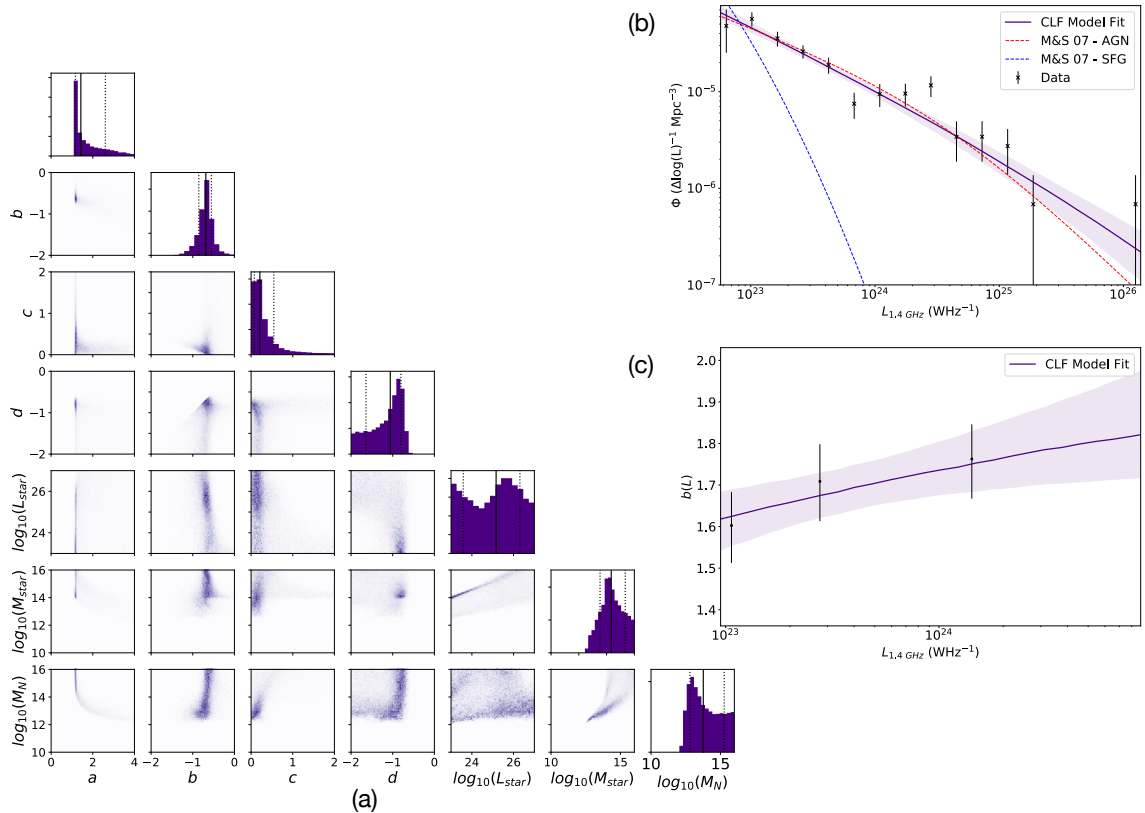 (b)
Φ (Δlog(L)⁻¹ Mpc⁻³)
10⁻⁵
10⁻⁶
10⁻⁷
CLF Model Fit
M&S 07 - AGN
M&S 07 - SFG
Data
10²³ 10²⁴ 10²⁵ 10²⁶
L₁.₄ GHz (WHz⁻¹)
(c)
b(L)
2.0
1.9
1.8
1.7
1.6
1.5
1.4
CLF Model Fit
10²³ 10²⁴
L₁.₄ GHz (WHz⁻¹)
b
0
−1
−2
c
2
1
0
d
0
−1
−2
log₁₀(Lstar)
26
24
log₁₀(Mstar)
16
14
12
10
log₁₀(MN)
16
14
12
10
0 2 4 −2 −1 0 0 1 2 −2 −1 0 24 26 10 15 10 15
a b c d log₁₀(Lstar) log₁₀(Mstar) log₁₀(MN)
(a)